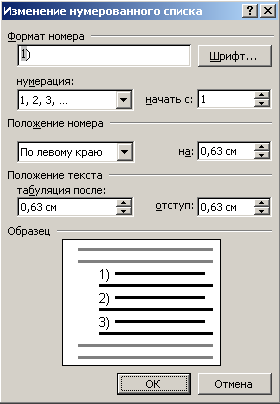 Изменение нумерованного списка
Формат номера
1)
Шрифт...
нумерация:
1, 2, 3, ...
начать с: 1
Положение номера
По левому краю
на: 0,63 см
Положение текста
табуляция после:
0,63 см
отступ: 0,63 см
Образец
1)
2)
3)
ОК
Отмена